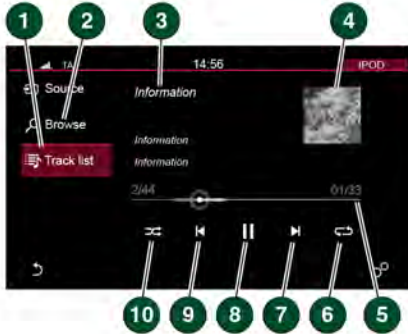 1 2 3 4
TA 14:56 IPOD
Source
Information
Browse
Information
Track list
Information
2/44 01/33
10 9 8 7 6 5